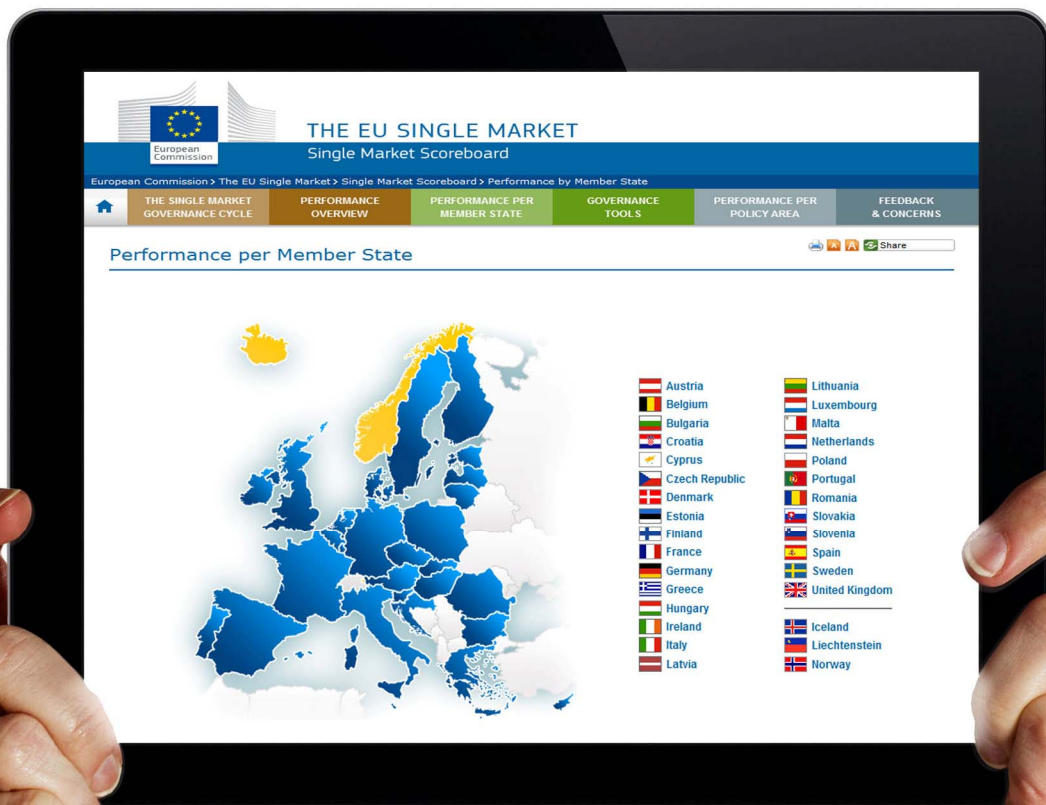 European
Commission
THE EU SINGLE MARKET
Single Market Scoreboard
European Commission > The EU Single Market > Single Market Scoreboard > Performance by Member State
THE SINGLE MARKET
GOVERNANCE CYCLE
PERFORMANCE
OVERVIEW
PERFORMANCE PER
MEMBER STATE
GOVERNANCE
TOOLS
PERFORMANCE PER
POLICY AREA
FEEDBACK
& CONCERNS
A A Share
Performance per Member State
Austria
Belgium
Bulgaria
Croatia
Cyprus
Czech Republic
Denmark
Estonia
Finland
France
Germany
Greece
Hungary
Ireland
Italy
Latvia
Lithuania
Luxembourg
Malta
Netherlands
Poland
Portugal
Romania
Slovakia
Slovenia
Spain
Sweden
United Kingdom
Iceland
Liechtenstein
Norway